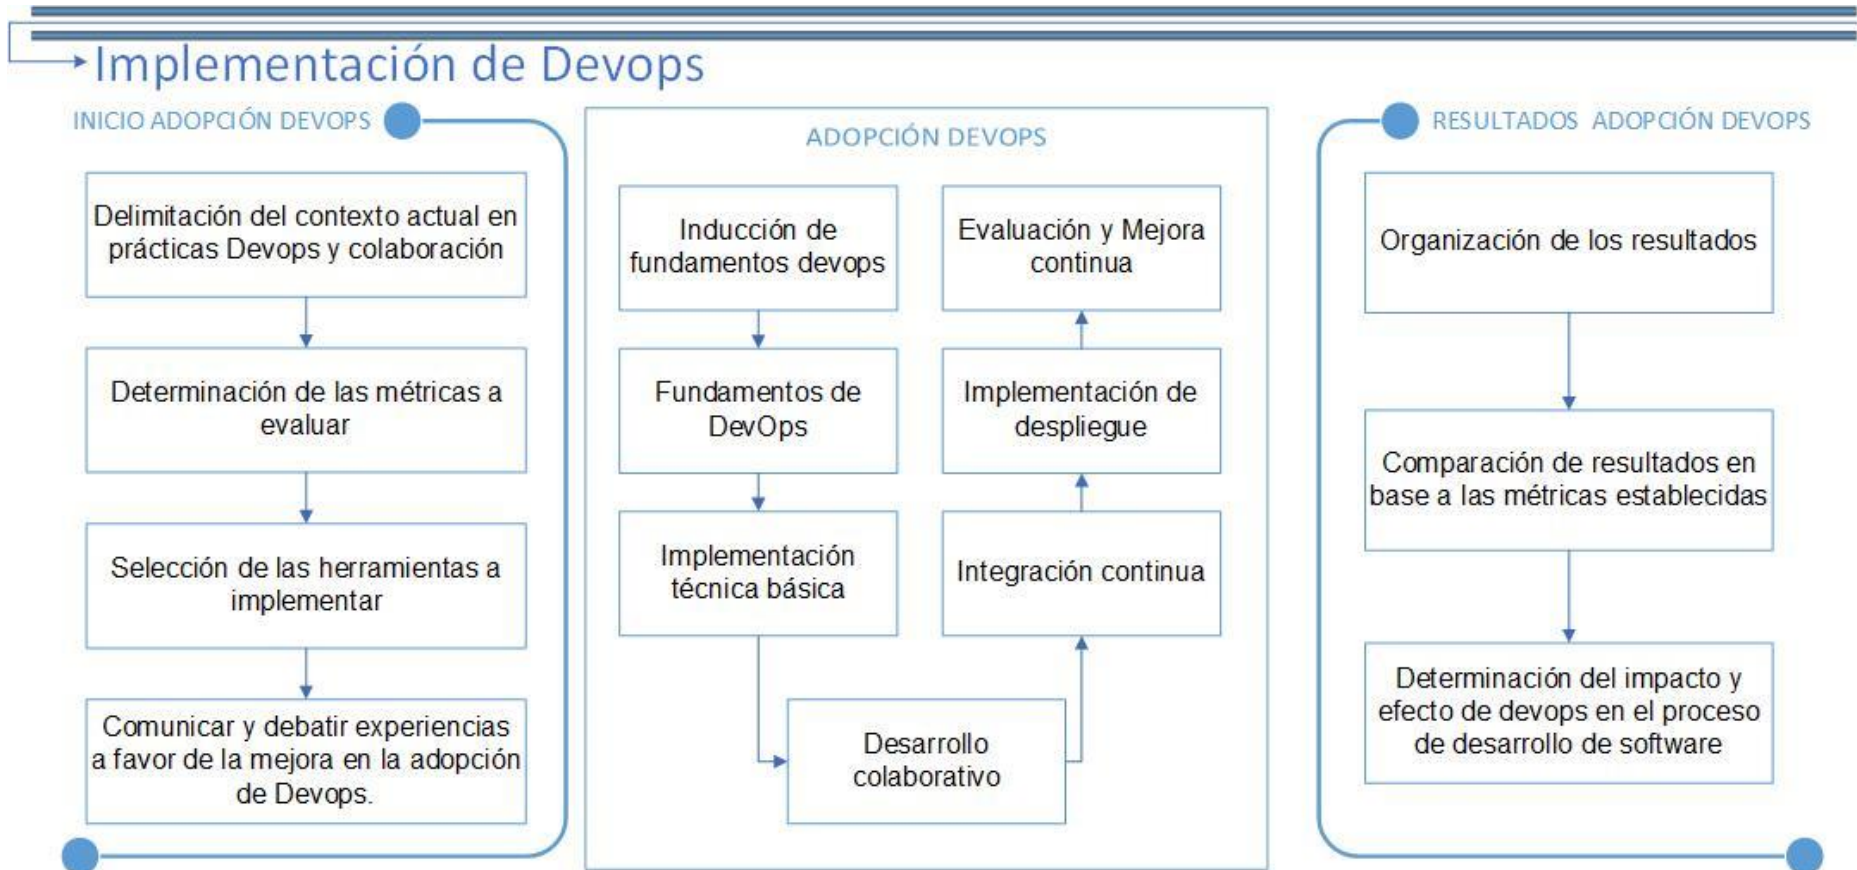 Implementación de Devops
INICIO ADOPCIÓN DEVOPS
Delimitación del contexto actual en
prácticas Devops y colaboración
Determinación de las métricas a
evaluar
Selección de las herramientas a
implementar
Comunicar y debatir experiencias
a favor de la mejora en la adopción
de Devops.
ADOPCIÓN DEVOPS
Inducción de
fundamentos devops
Fundamentos de
DevOps
Implementación
técnica básica
Desarrollo
colaborativo
Integración continua
Implementación de
despliegue
Evaluación y Mejora
continua
RESULTADOS ADOPCIÓN DEVOPS
Organización de los resultados
Comparación de resultados en
base a las métricas establecidas
Determinación del impacto y
efecto de devops en el proceso
de desarrollo de software